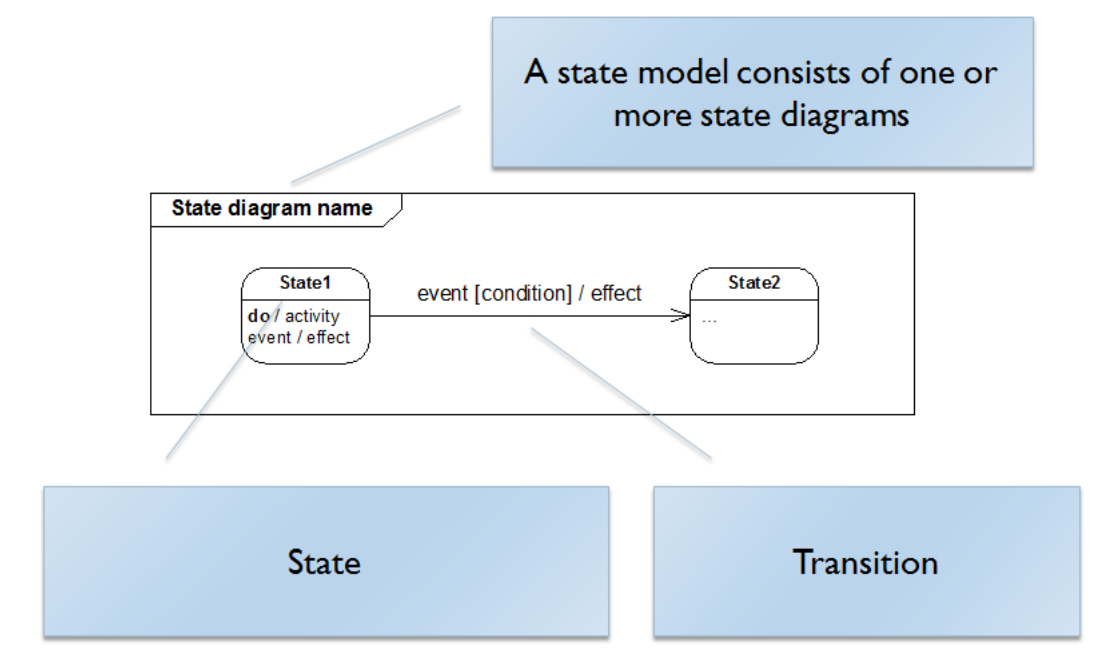 A state model consists of one or
more state diagrams
State diagram name
State1
do / activity
event / effect
event [condition] / effect
State2
...
State
Transition